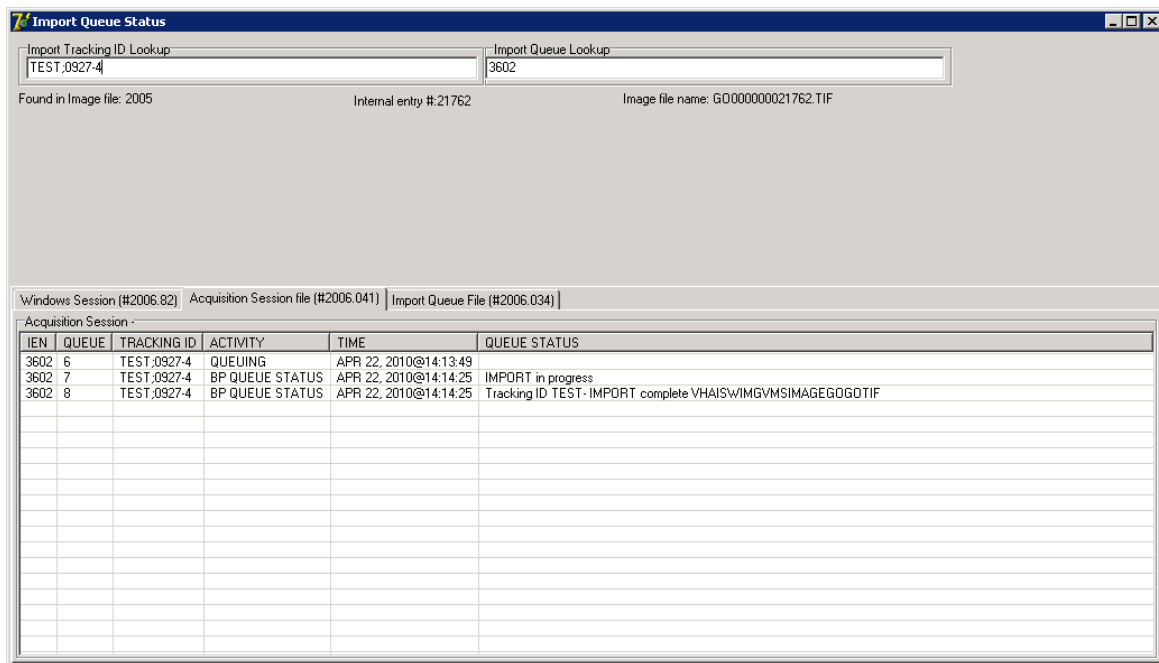 Import Queue Status
Import Tracking ID Lookup Import Queue Lookup
TEST;0927-4 3602
Found in Image file: 2005 Internal entry #:21762 Image file name: GO000000021762.TIF
Windows Session (#2006.82) Acquisition Session file (#2006.041) Import Queue File (#2006.034)
Acquisition Session -
IEN QUEUE TRACKING ID ACTIVITY TIME QUEUE STATUS
3602 6 TEST;0927-4 QUEUING APR 22, 2010@14:13:49
3602 7 TEST;0927-4 BP QUEUE STATUS APR 22, 2010@14:14:25 IMPORT in progress
3602 8 TEST;0927-4 BP QUEUE STATUS APR 22, 2010@14:14:25 Tracking ID TEST- IMPORT complete VHAISWIMGVMSIMAGEGOGOTIF